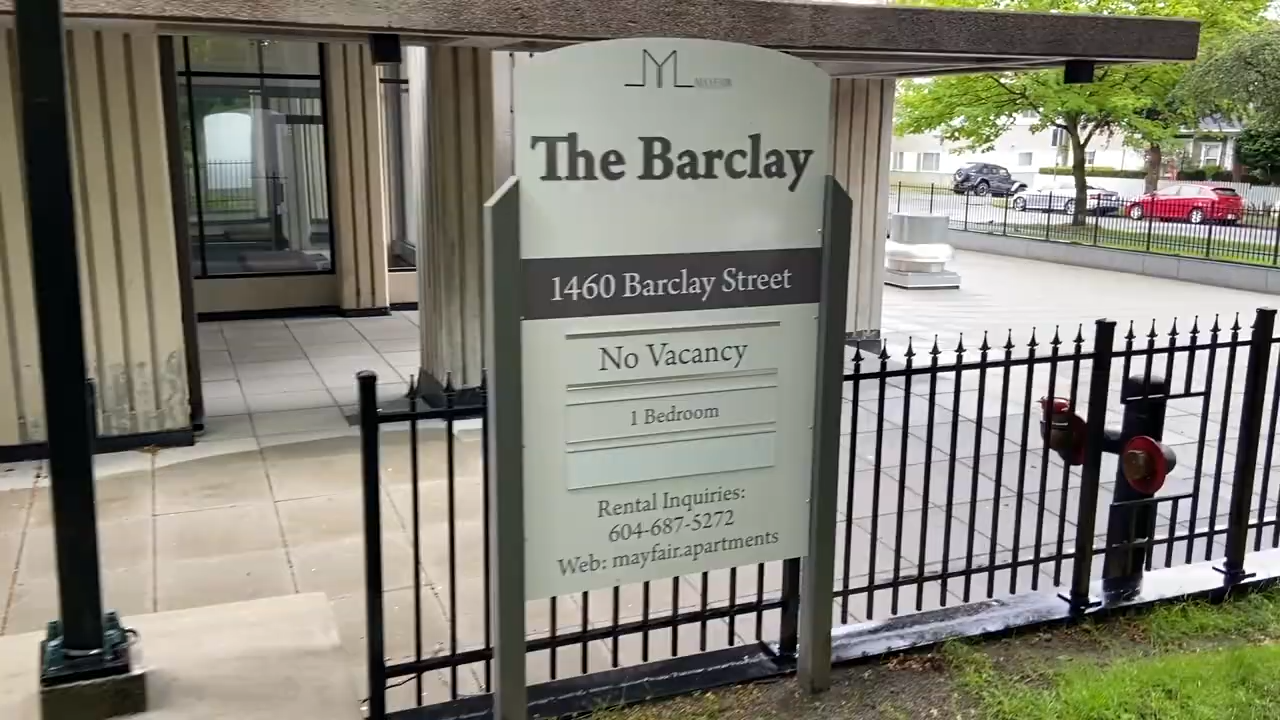 MAYFAIR
The Barclay
1460 Barclay Street
No Vacancy
1 Bedroom
Rental Inquiries:
604-687-5272
Web: mayfair.apartments